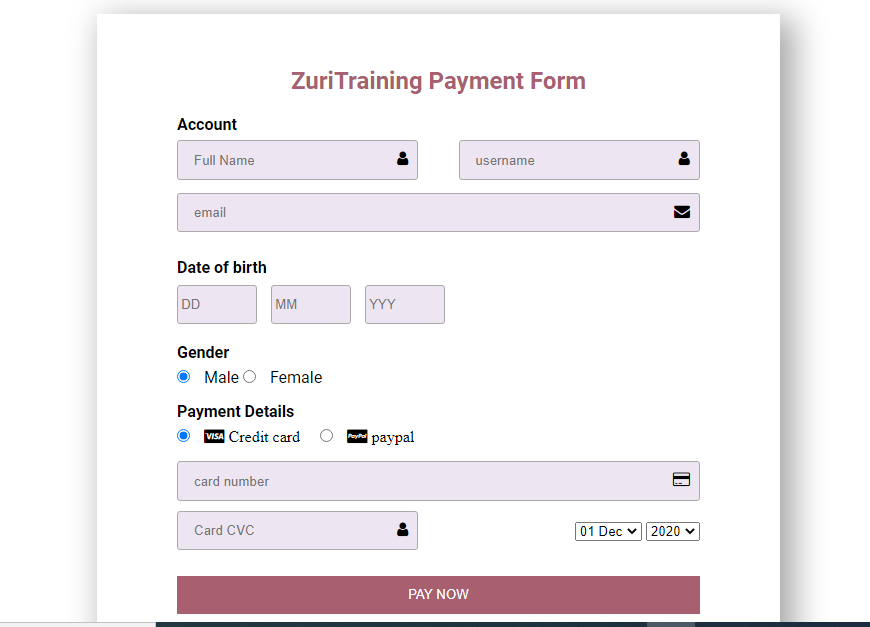 ZuriTraining Payment Form
Account
Full Name username
email
Date of birth
DD MM YYY
Gender
Male Female
Payment Details
VISA Credit card PayPal paypal
card number
Card CVC 01 Dec 2020
PAY NOW